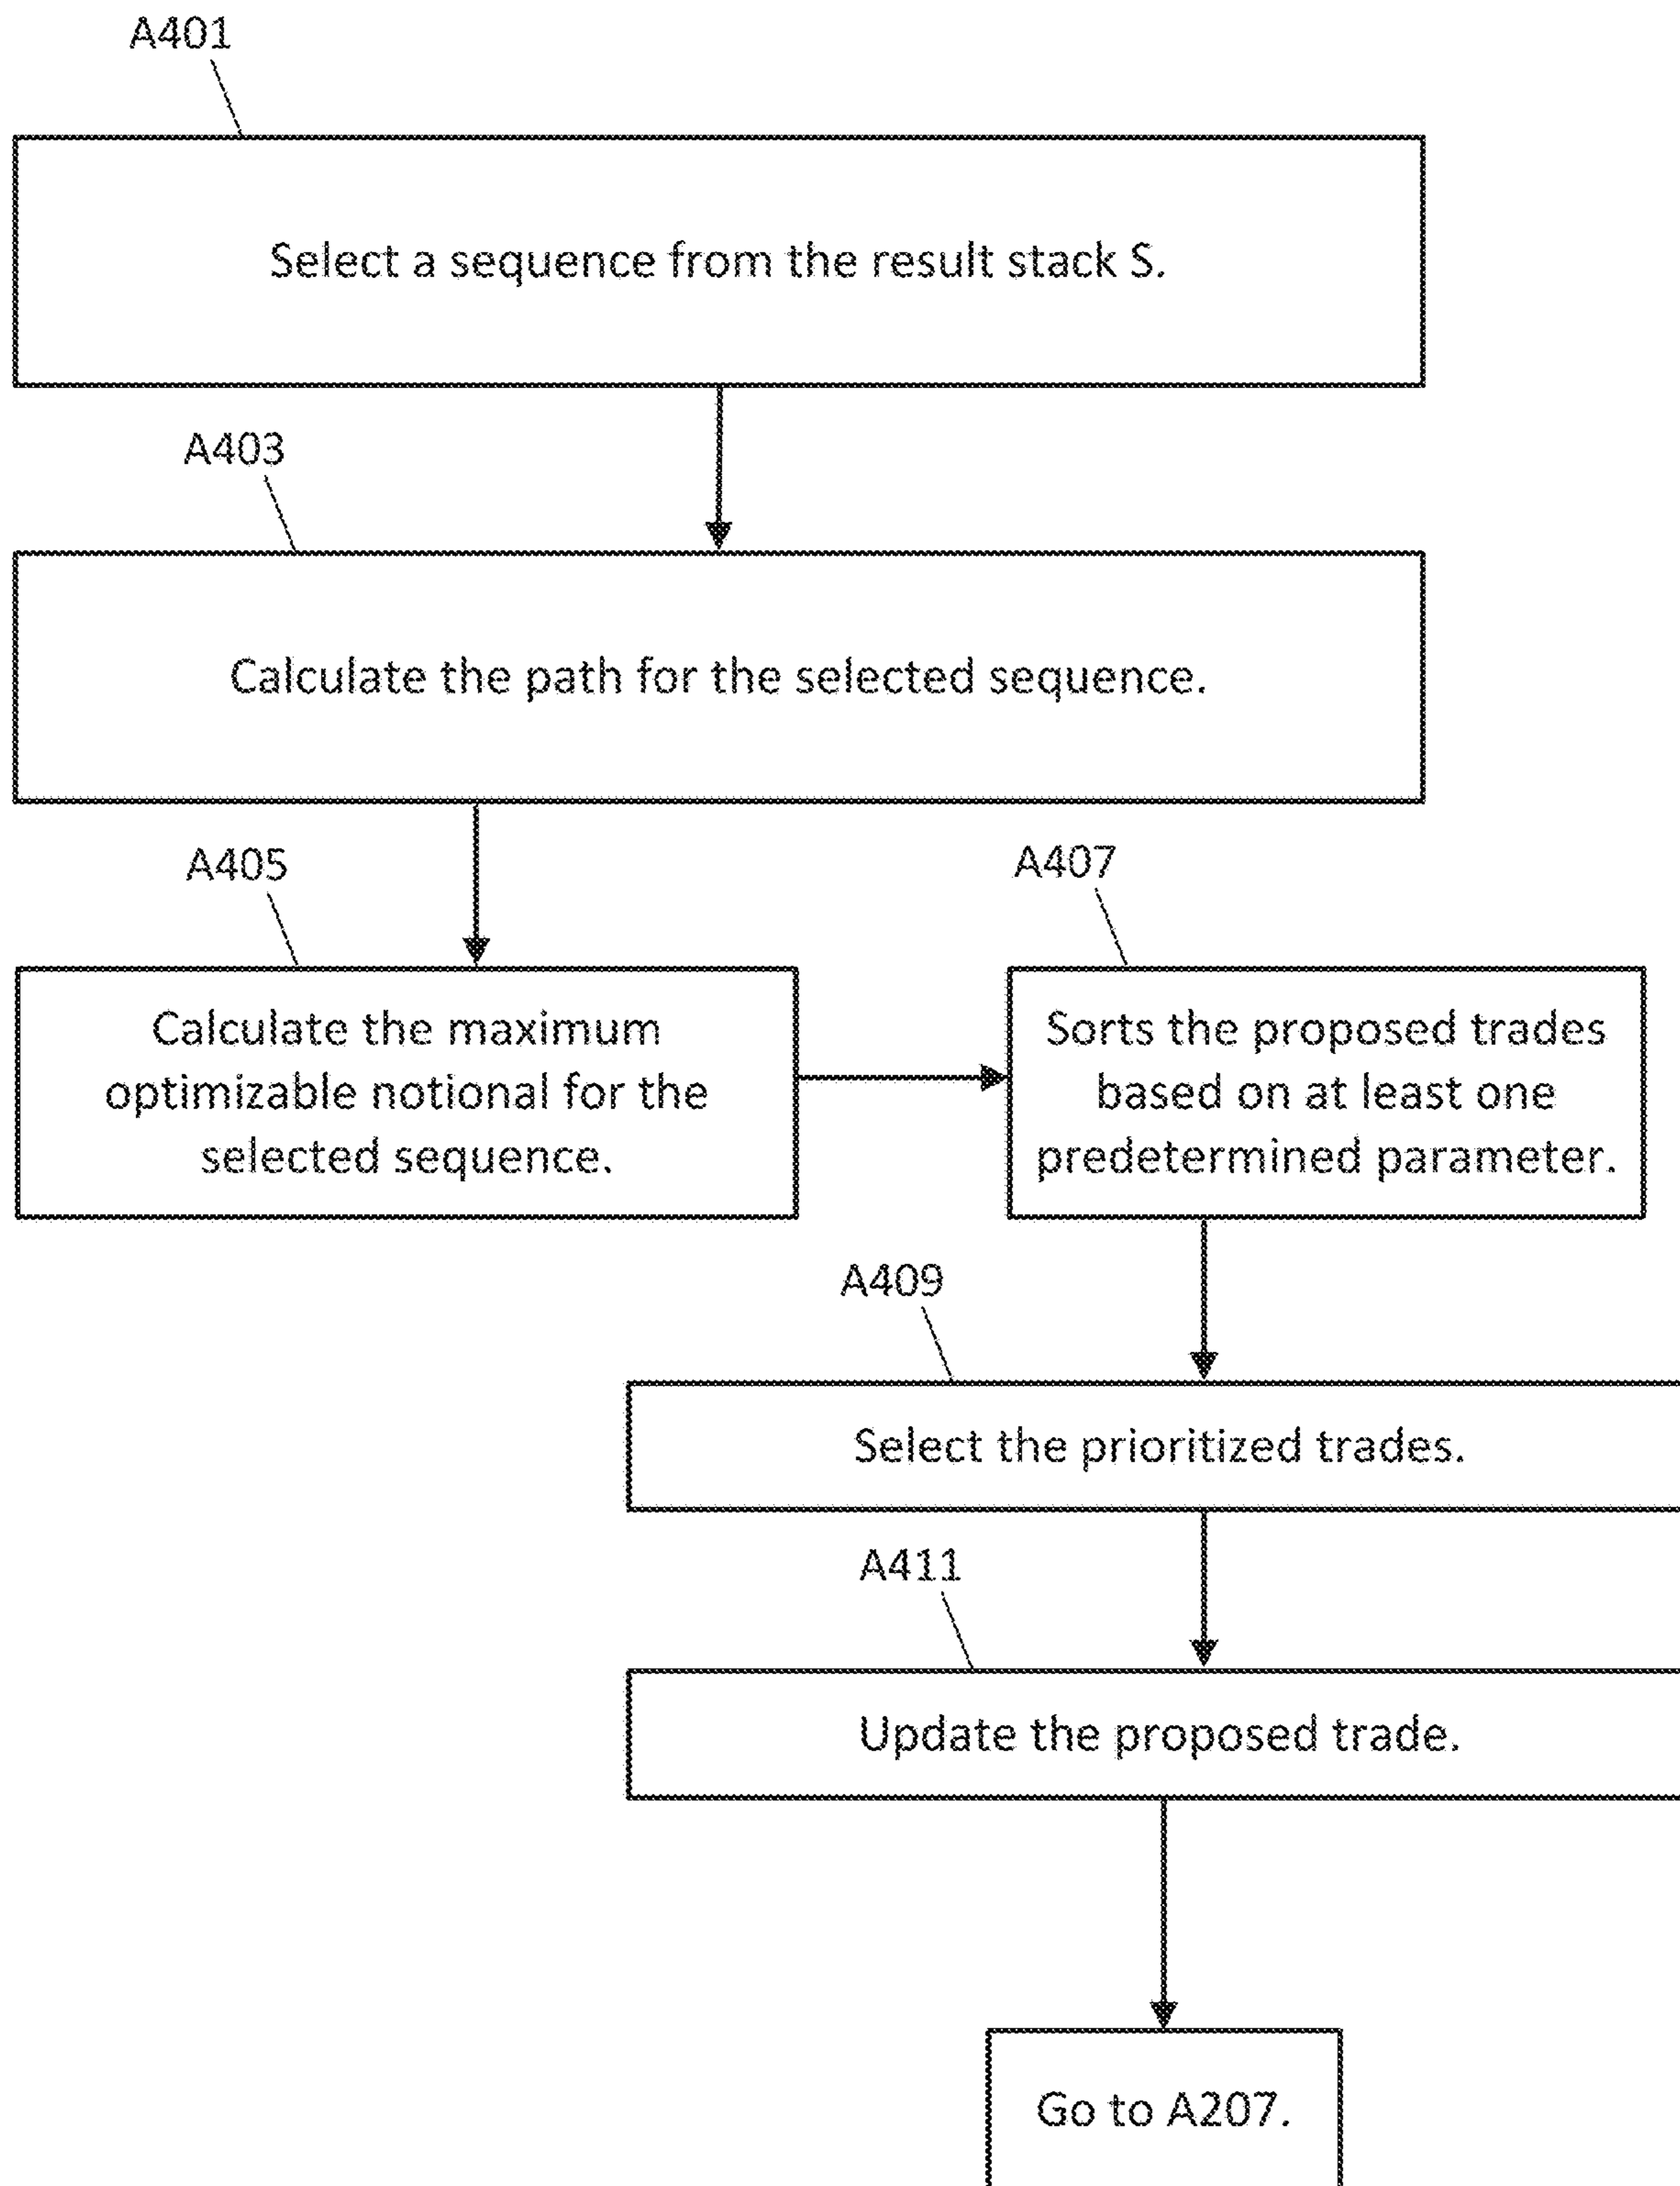 A401
Select a sequence from the result stack S.
A403
Calculate the path for the selected sequence.
A405
Calculate the maximum
optimizable notional for the
selected sequence.
A407
Sorts the proposed trades
based on at least one
predetermined parameter.
A409
Select the prioritized trades.
A411
Update the proposed trade.
Go to A207.